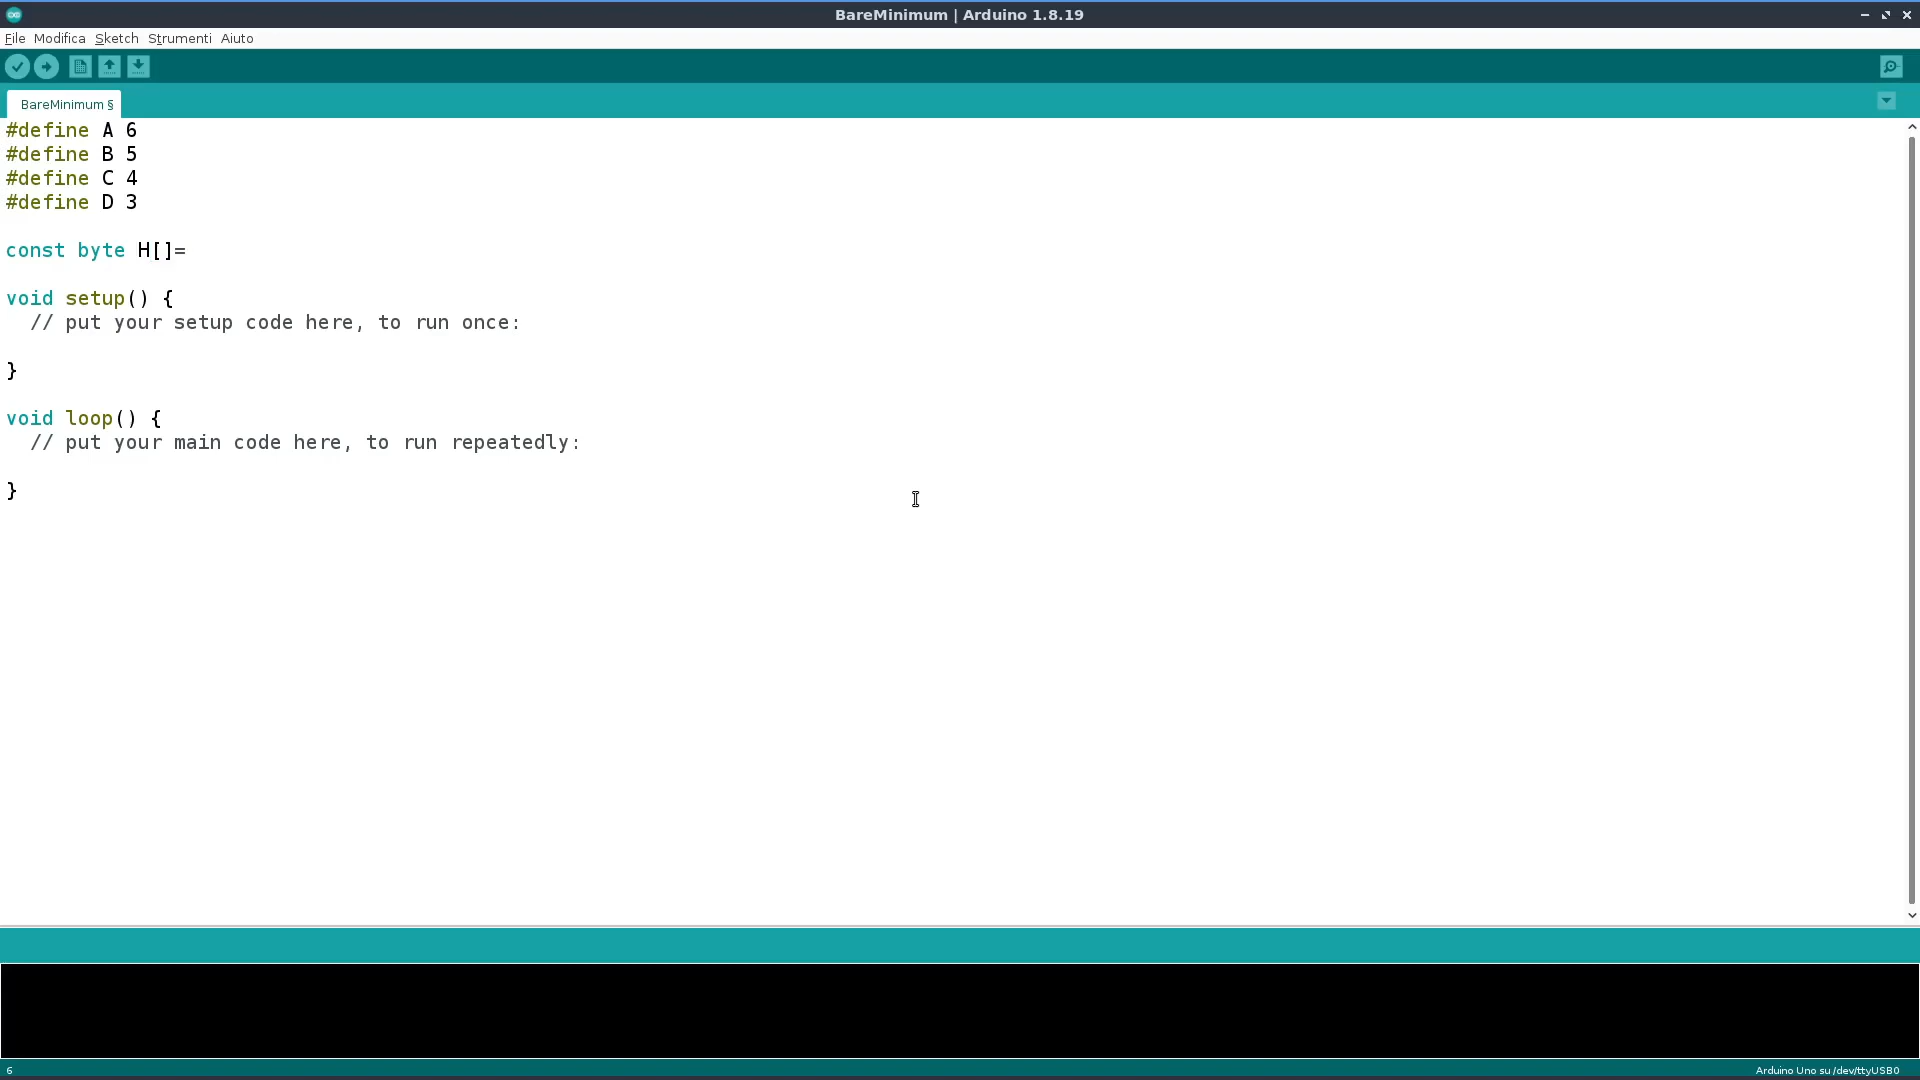 BareMinimum | Arduino 1.8.19
File Modifica Sketch Strumenti Aiuto
BareMinimum §
#define A 6
#define B 5
#define C 4
#define D 3
const byte H[]=
void setup() {
  // put your setup code here, to run once:
}
void loop() {
  // put your main code here, to run repeatedly:
}
6
Arduino Uno su /dev/ttyUSB0